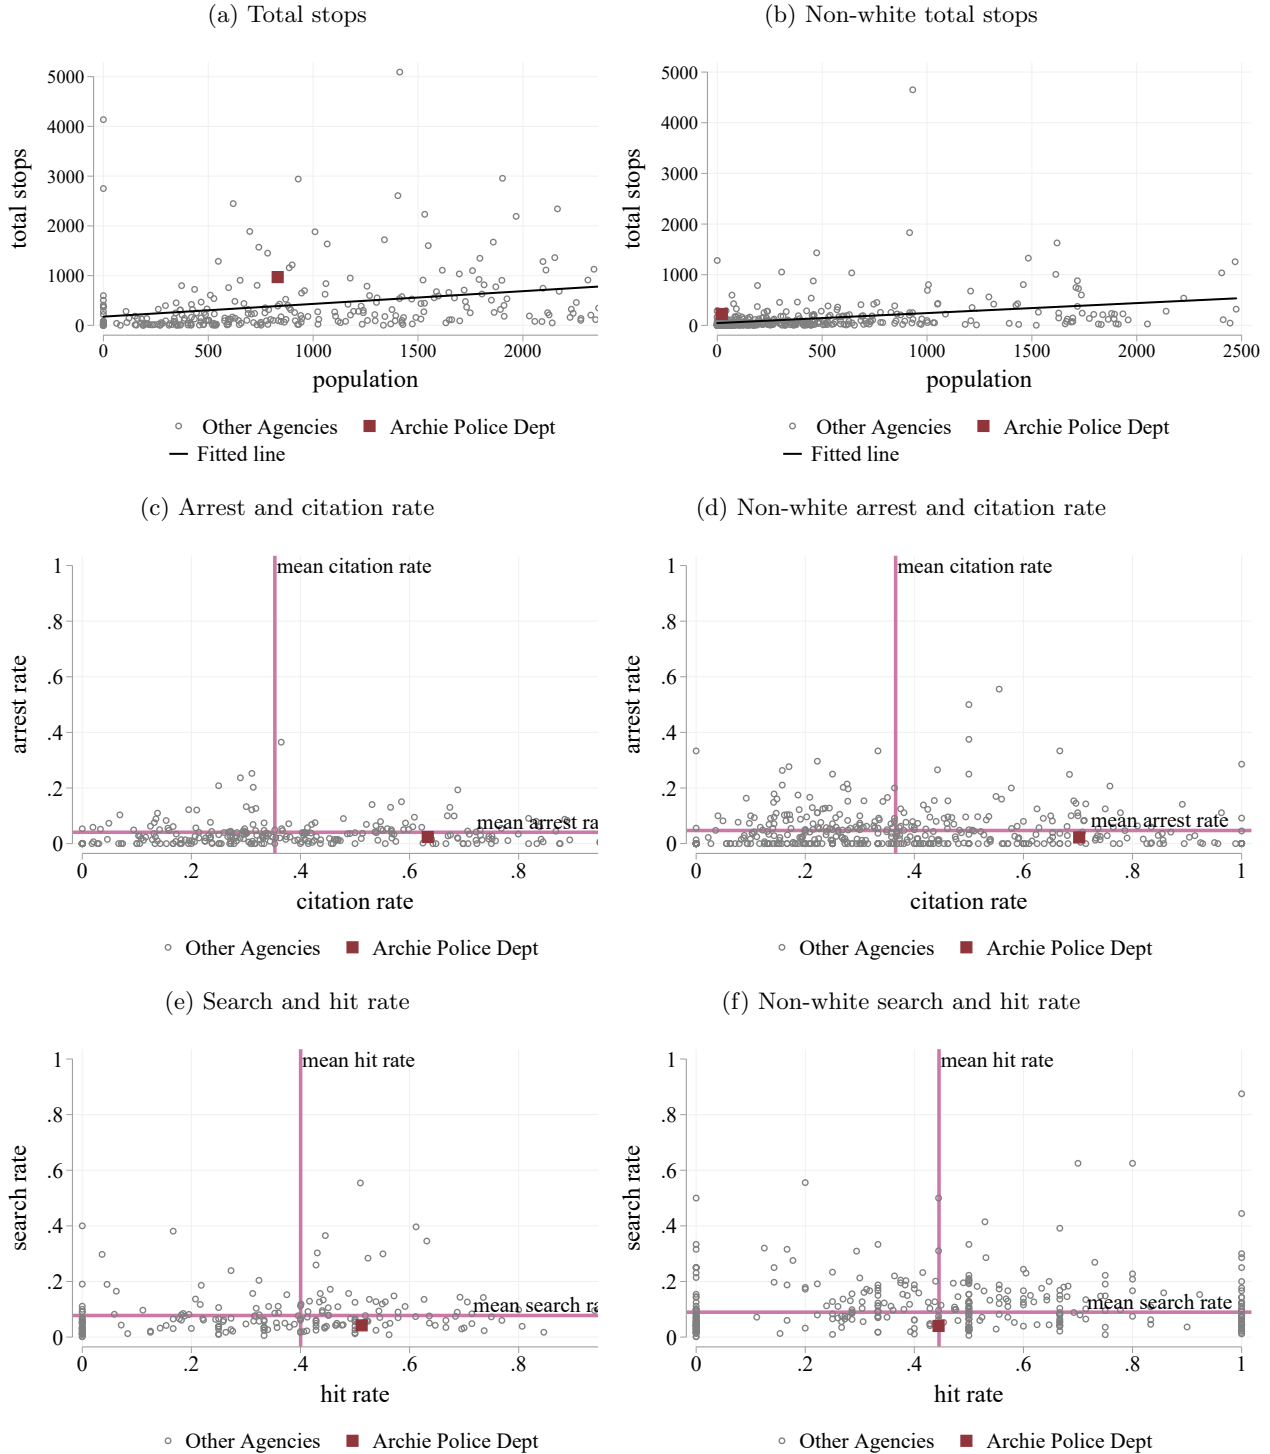 (a) Total stops
(b) Non-white total stops
total stops
5000
4000
3000
2000
1000
0
0 500 1000 1500 2000
population
Other Agencies Archie Police Dept
Fitted line
total stops
5000
4000
3000
2000
1000
0
0 500 1000 1500 2000 2500
population
Other Agencies Archie Police Dept
Fitted line
(c) Arrest and citation rate
(d) Non-white arrest and citation rate
arrest rate
1
.8
.6
.4
.2
0
mean citation rate
mean arrest ra
0 .2 .4 .6 .8
citation rate
Other Agencies Archie Police Dept
arrest rate
1
.8
.6
.4
.2
0
mean citation rate
mean arrest rate
0 .2 .4 .6 .8 1
citation rate
Other Agencies Archie Police Dept
(e) Search and hit rate
(f) Non-white search and hit rate
search rate
1
.8
.6
.4
.2
0
mean hit rate
mean search ra
0 .2 .4 .6 .8
hit rate
Other Agencies Archie Police Dept
search rate
1
.8
.6
.4
.2
0
mean hit rate
mean search rate
0 .2 .4 .6 .8 1
hit rate
Other Agencies Archie Police Dept